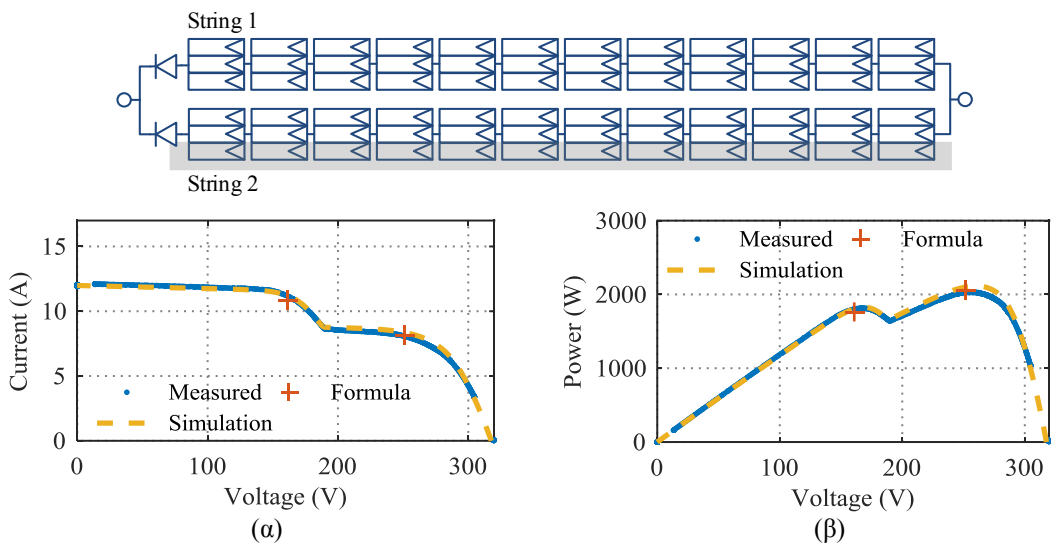 String 1
String 2
15
10
5
0
0
100
200
300
Current (A)
Voltage (V)
Measured
Formula
Simulation
(α)
3000
2000
1000
0
0
100
200
300
Power (W)
Voltage (V)
Measured
Formula
Simulation
(β)